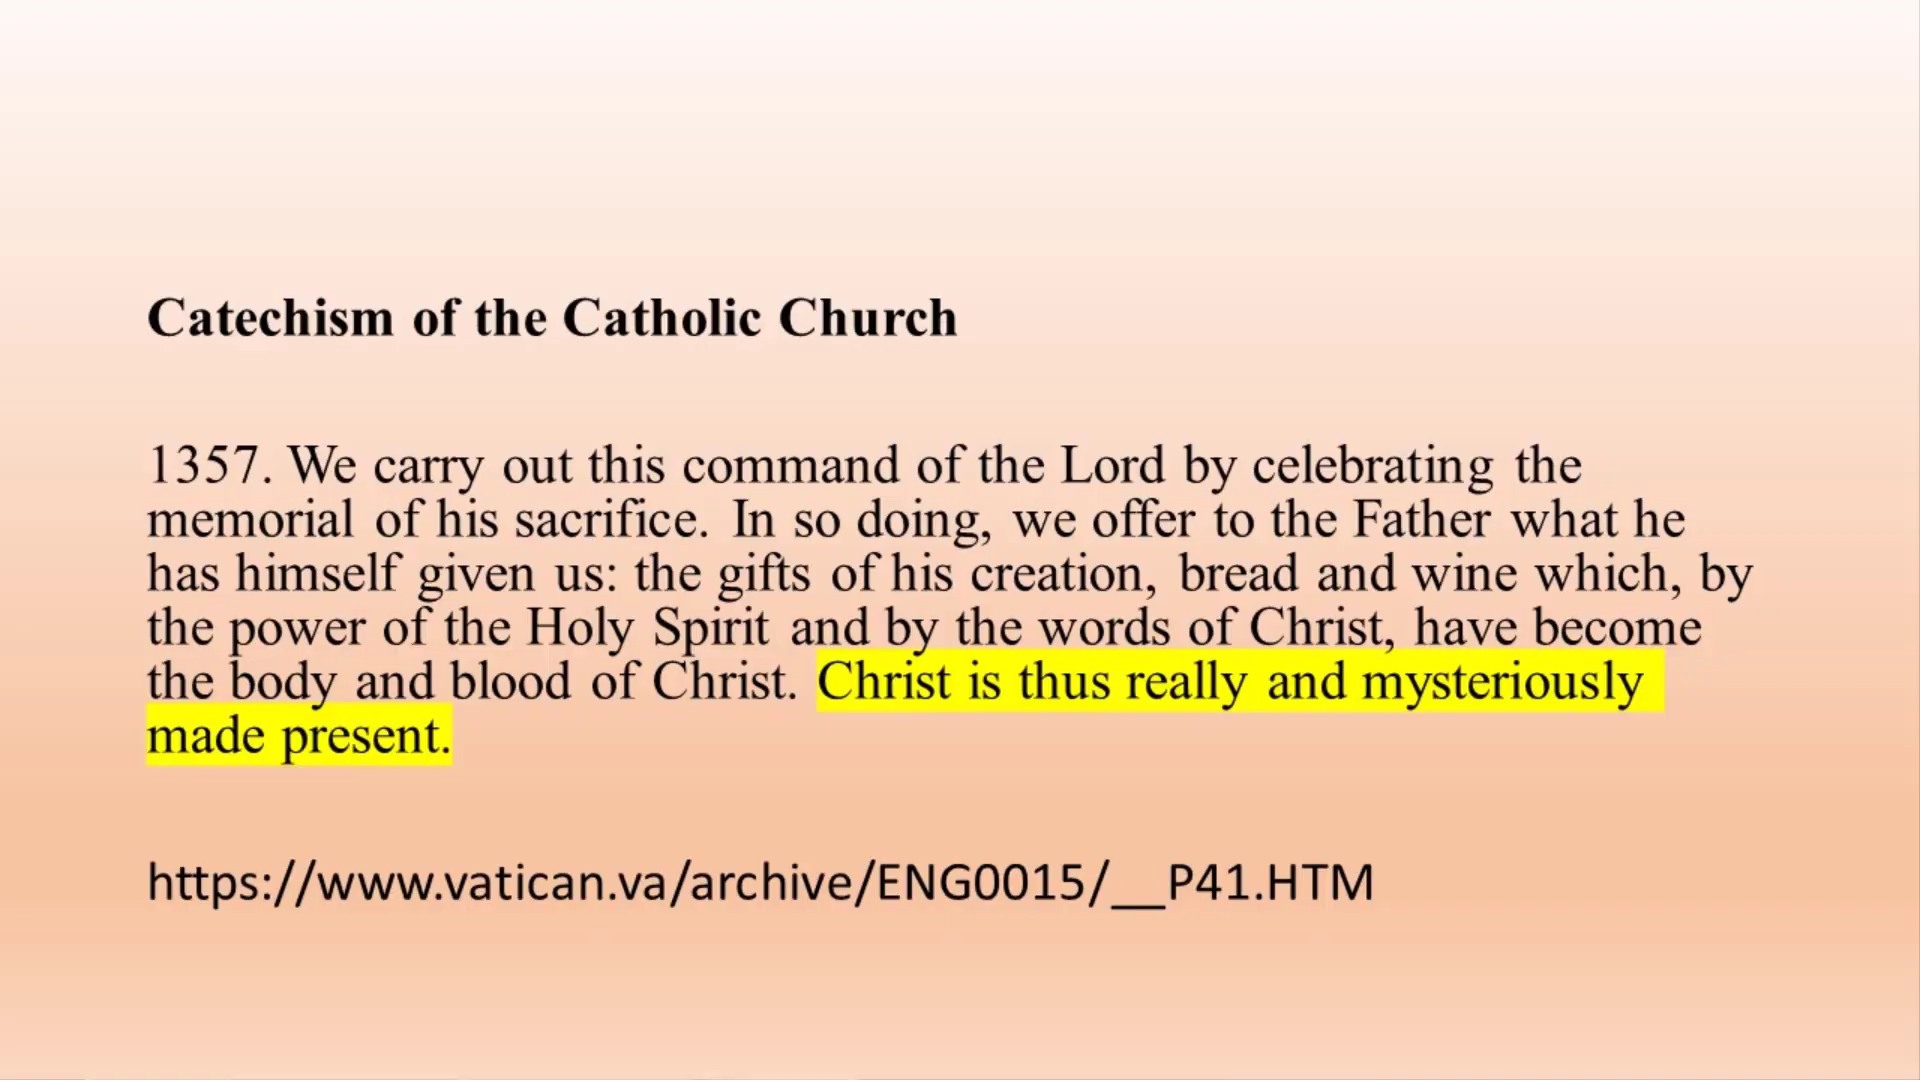 Catechism of the Catholic Church
1357. We carry out this command of the Lord by celebrating the
memorial of his sacrifice. In so doing, we offer to the Father what he
has himself given us: the gifts of his creation, bread and wine which, by
the power of the Holy Spirit and by the words of Christ, have become
the body and blood of Christ. Christ is thus really and mysteriously
made present.
https://www.vatican.va/archive/ENG0015/__P41.HTM